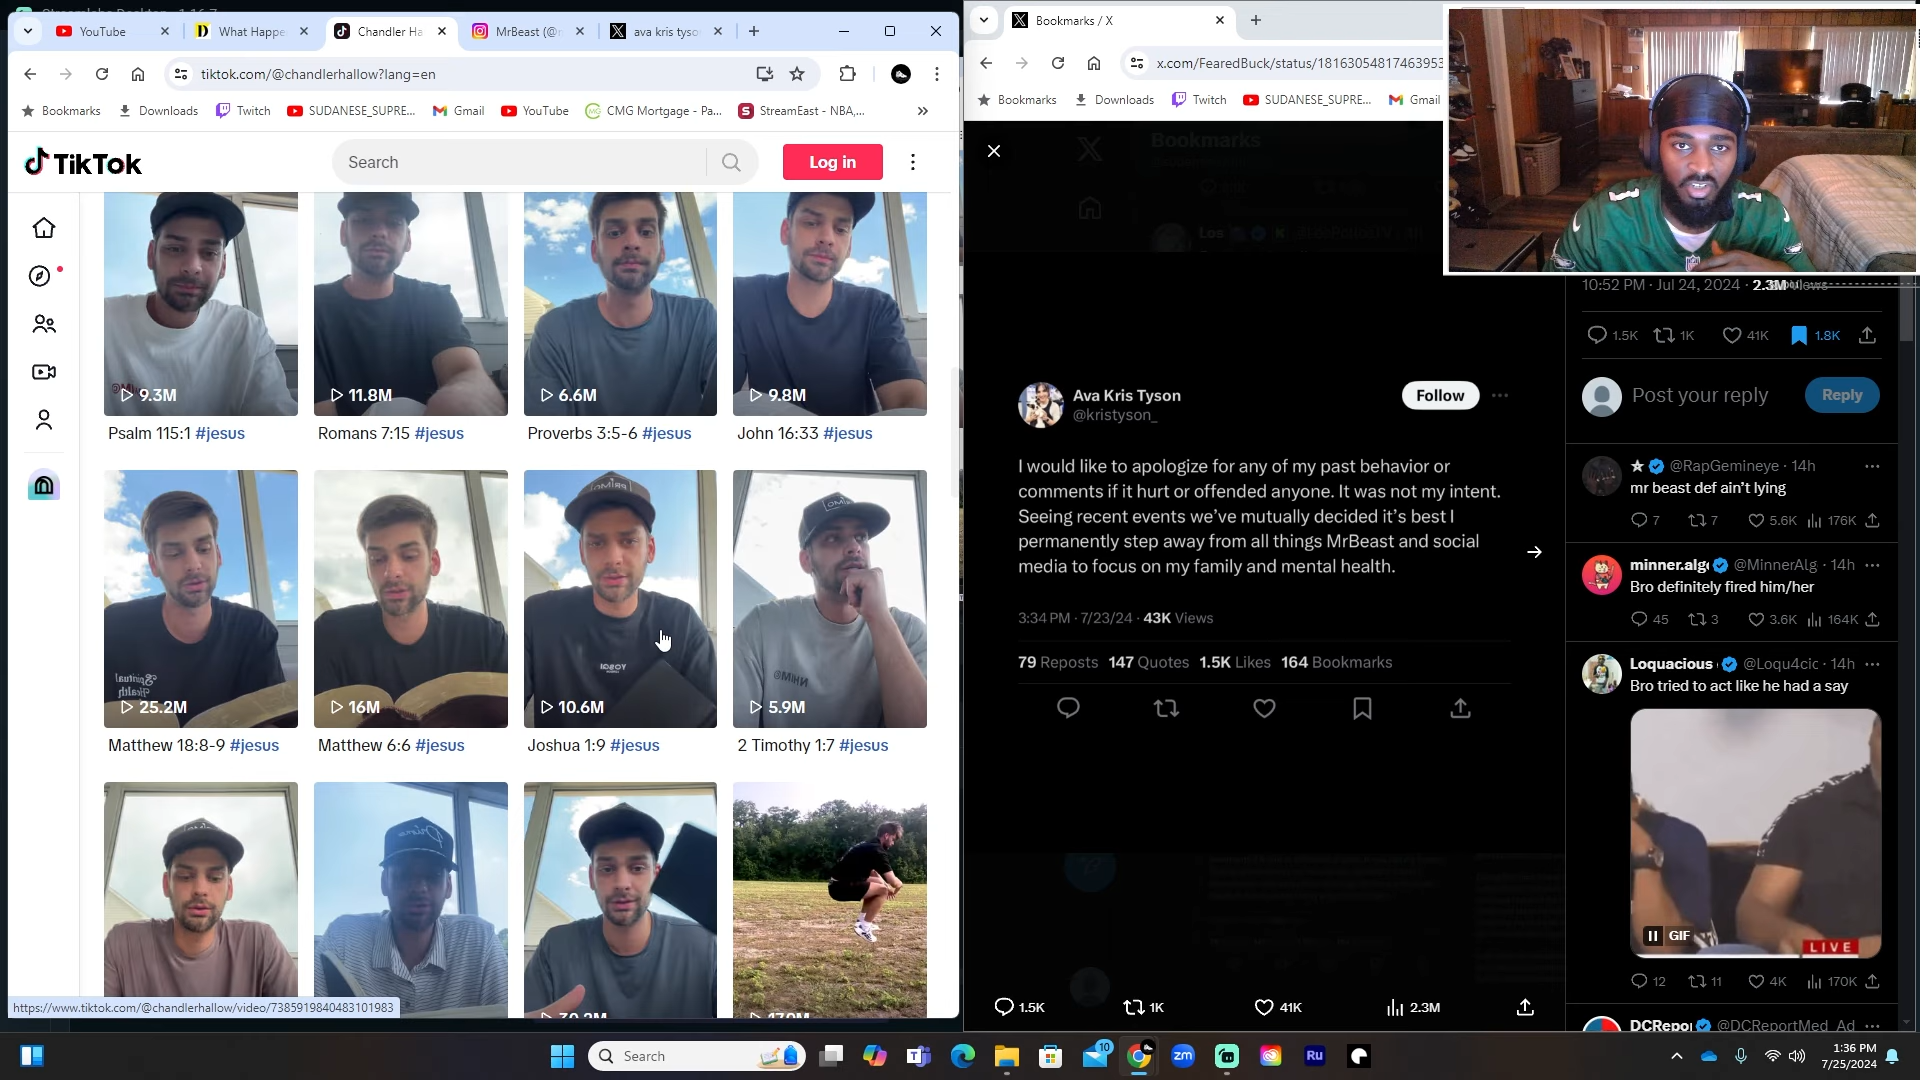 YouTube
What Happe
Chandler Ha
MrBeast (@
ava kris tyso
tiktok.com/@chandlerhallow?lang=en
Bookmarks
Downloads
Twitch
SUDANESE_SUPRE...
Gmail
YouTube
CMG Mortgage - Pa...
StreamEast - NBA,...
TikTok
Search
Log in
9.3M
11.8M
6.6M
9.8M
Psalm 115:1 #jesus
Romans 7:15 #jesus
Proverbs 3:5-6 #jesus
John 16:33 #jesus
25.2M
16M
10.6M
5.9M
Matthew 18:8-9 #jesus
Matthew 6:6 #jesus
Joshua 1:9 #jesus
2 Timothy 1:7 #jesus
https://www.tiktok.com/@chandlerhallow/video/7385919840483101983
Bookmarks / X
x.com/FearedBuck/status/18163054817463953
Bookmarks
Downloads
Twitch
SUDANESE_SUPRE...
Gmail
Bookmarks
Los
Ava Kris Tyson
@kristyson_
Follow
I would like to apologize for any of my past behavior or
comments if it hurt or offended anyone. It was not my intent.
Seeing recent events we've mutually decided it's best I
permanently step away from all things MrBeast and social
media to focus on my family and mental health.
3:34 PM · 7/23/24 · 43K Views
79 Reposts 147 Quotes 1.5K Likes 164 Bookmarks
1.5K
1K
41K
2.3M
10:52 PM · Jul 24, 2024 · 2.3M Views
1.5K
1K
41K
1.8K
Post your reply
Reply
@RapGemineye · 14h
mr beast def ain't lying
7
7
5.6K
176K
minner.alg
@MinnerAlg · 14h
Bro definitely fired him/her
45
3
3.6K
164K
Loquacious
@Loqu4cic · 14h
Bro tried to act like he had a say
GIF
LIVE
12
11
4K
170K
DCRepor
@DCReportMed_Ad
Search
10
zm
Ru
1:36 PM
7/25/2024